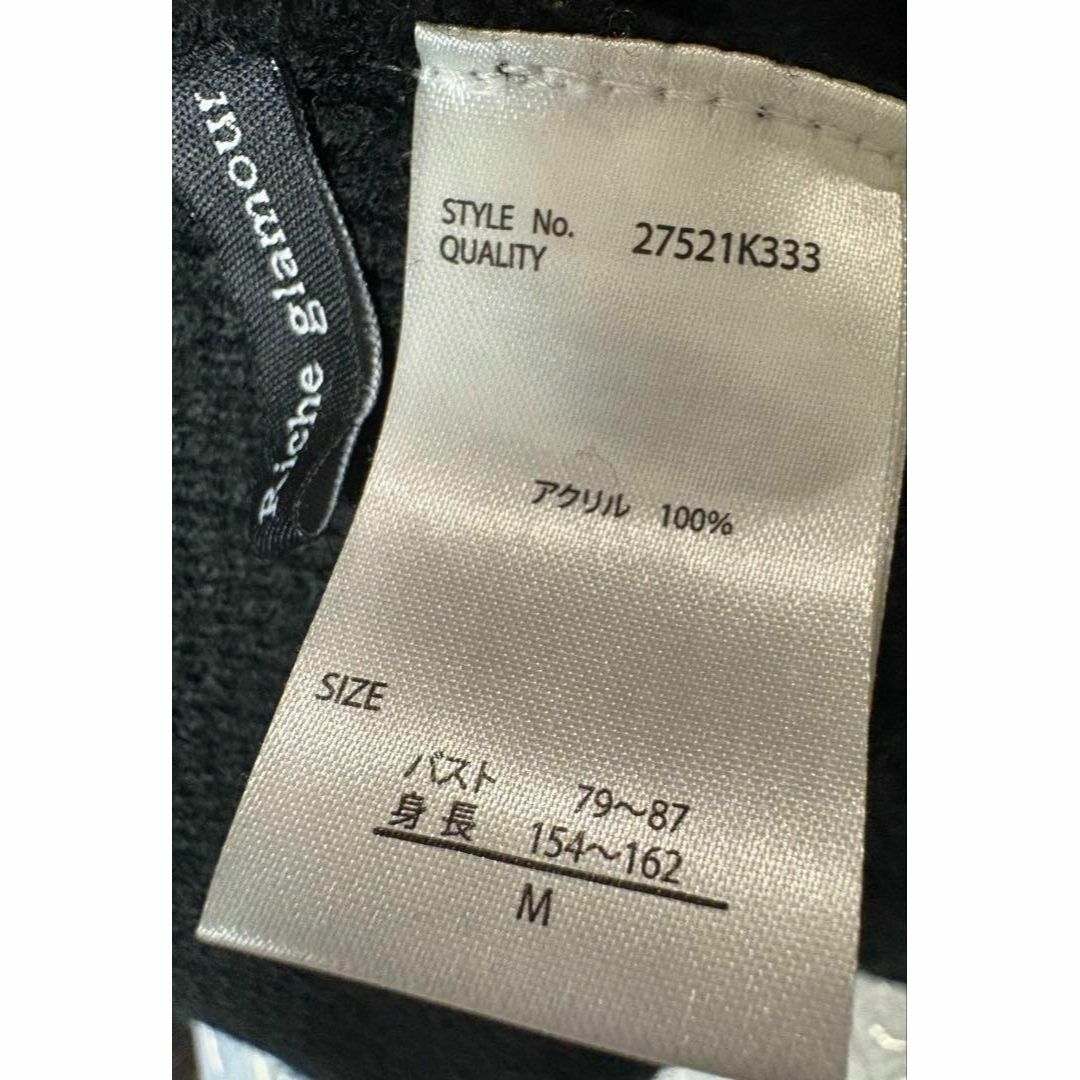 Riche glamour
STYLE No. 27521K333
QUALITY
アクリル 100%
SIZE
バスト 79～87
身長 154～162
M